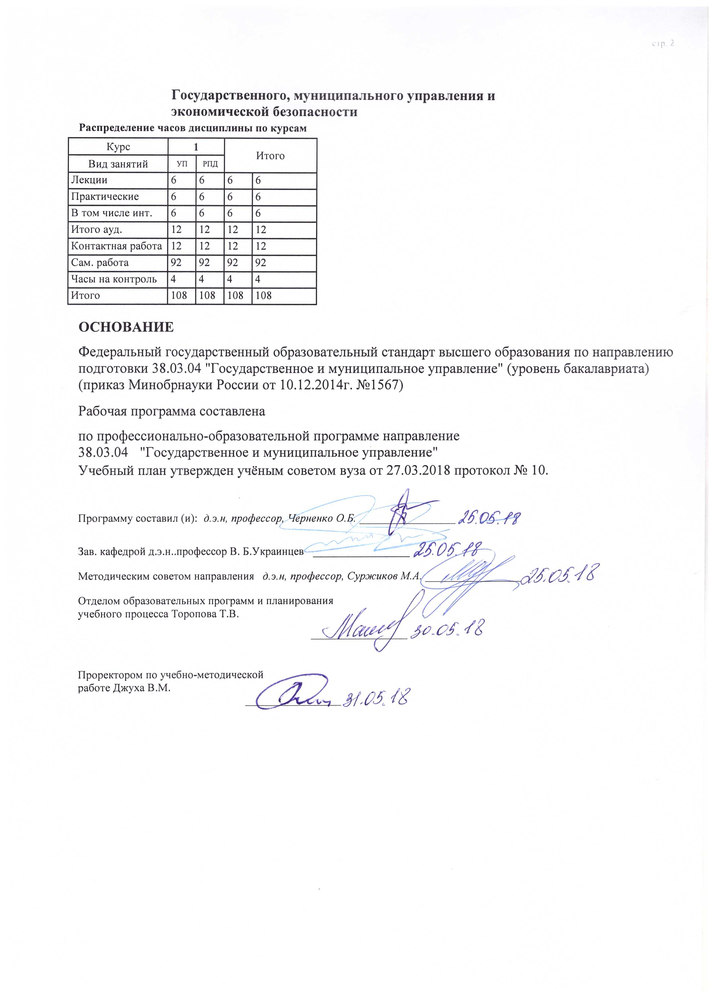 стр. 2
Государственного, муниципального управления и
экономической безопасности
Распределение часов дисциплины по курсам
Курс 1 Итого
Вид занятий УП РПД
Лекции 6 6 6 6
Практические 6 6 6 6
В том числе инт. 6 6 6 6
Итого ауд. 12 12 12 12
Контактная работа 12 12 12 12
Сам. работа 92 92 92 92
Часы на контроль 4 4 4 4
Итого 108 108 108 108
ОСНОВАНИЕ
Федеральный государственный образовательный стандарт высшего образования по направлению
подготовки 38.03.04 "Государственное и муниципальное управление" (уровень бакалавриата)
(приказ Минобрнауки России от 10.12.2014г. №1567)
Рабочая программа составлена
по профессионально-образовательной программе направление
38.03.04 "Государственное и муниципальное управление"
Учебный план утвержден учёным советом вуза от 27.03.2018 протокол № 10.
Программу составил (и): д.э.н, профессор, Черненко О.Б. 25.05.18
Зав. кафедрой д.э.н..профессор В. Б.Украинцев 25.05.18
Методическим советом направления д.э.н, профессор, Суржиков М.А. 25.05.18
Отделом образовательных программ и планирования
учебного процесса Торопова Т.В.
30.05.18
Проректором по учебно-методической
работе Джуха В.М.
31.05.18